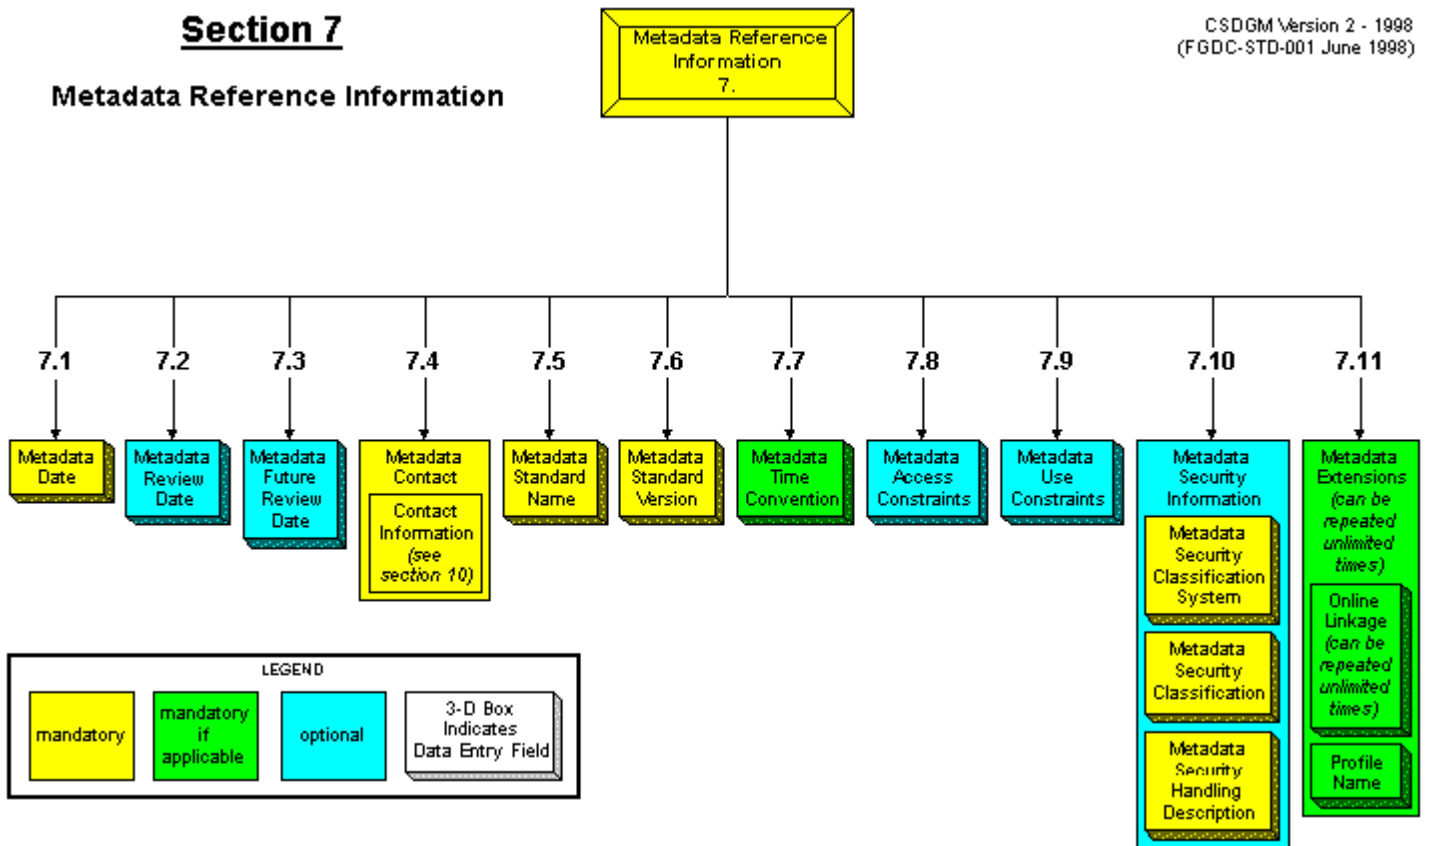 Section 7
Metadata Reference Information
Metadata Reference
Information
7.
CSDGM Version 2 - 1998
(FGDC-STD-001 June 1998)
7.1
7.2
7.3
7.4
7.5
7.6
7.7
7.8
7.9
7.10
7.11
Metadata
Date
Metadata
Review
Date
Metadata
Future
Review
Date
Metadata
Contact
Contact
Information
(see
section 10)
Metadata
Standard
Name
Metadata
Standard
Version
Metadata
Time
Convention
Metadata
Access
Constraints
Metadata
Use
Constraints
Metadata
Security
Information
Metadata
Security
Classification
System
Metadata
Security
Classification
Metadata
Security
Handling
Description
Metadata
Extensions
(can be
repeated
unlimited
times)
Online
Linkage
(can be
repeated
unlimited
times)
Profile
Name
LEGEND
mandatory
mandatory
if
applicable
optional
3-D Box
Indicates
Data Entry Field